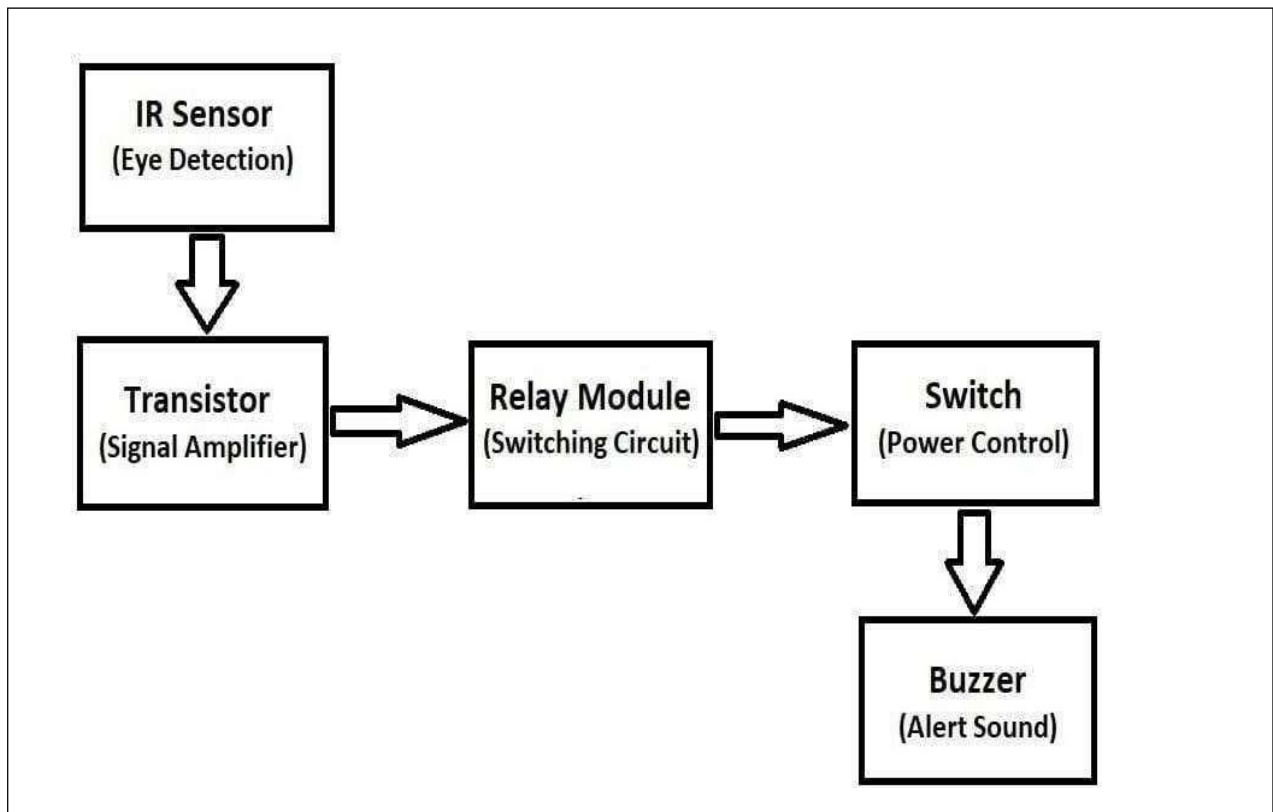 IR Sensor
(Eye Detection)
Transistor
(Signal Amplifier)
Relay Module
(Switching Circuit)
Switch
(Power Control)
Buzzer
(Alert Sound)